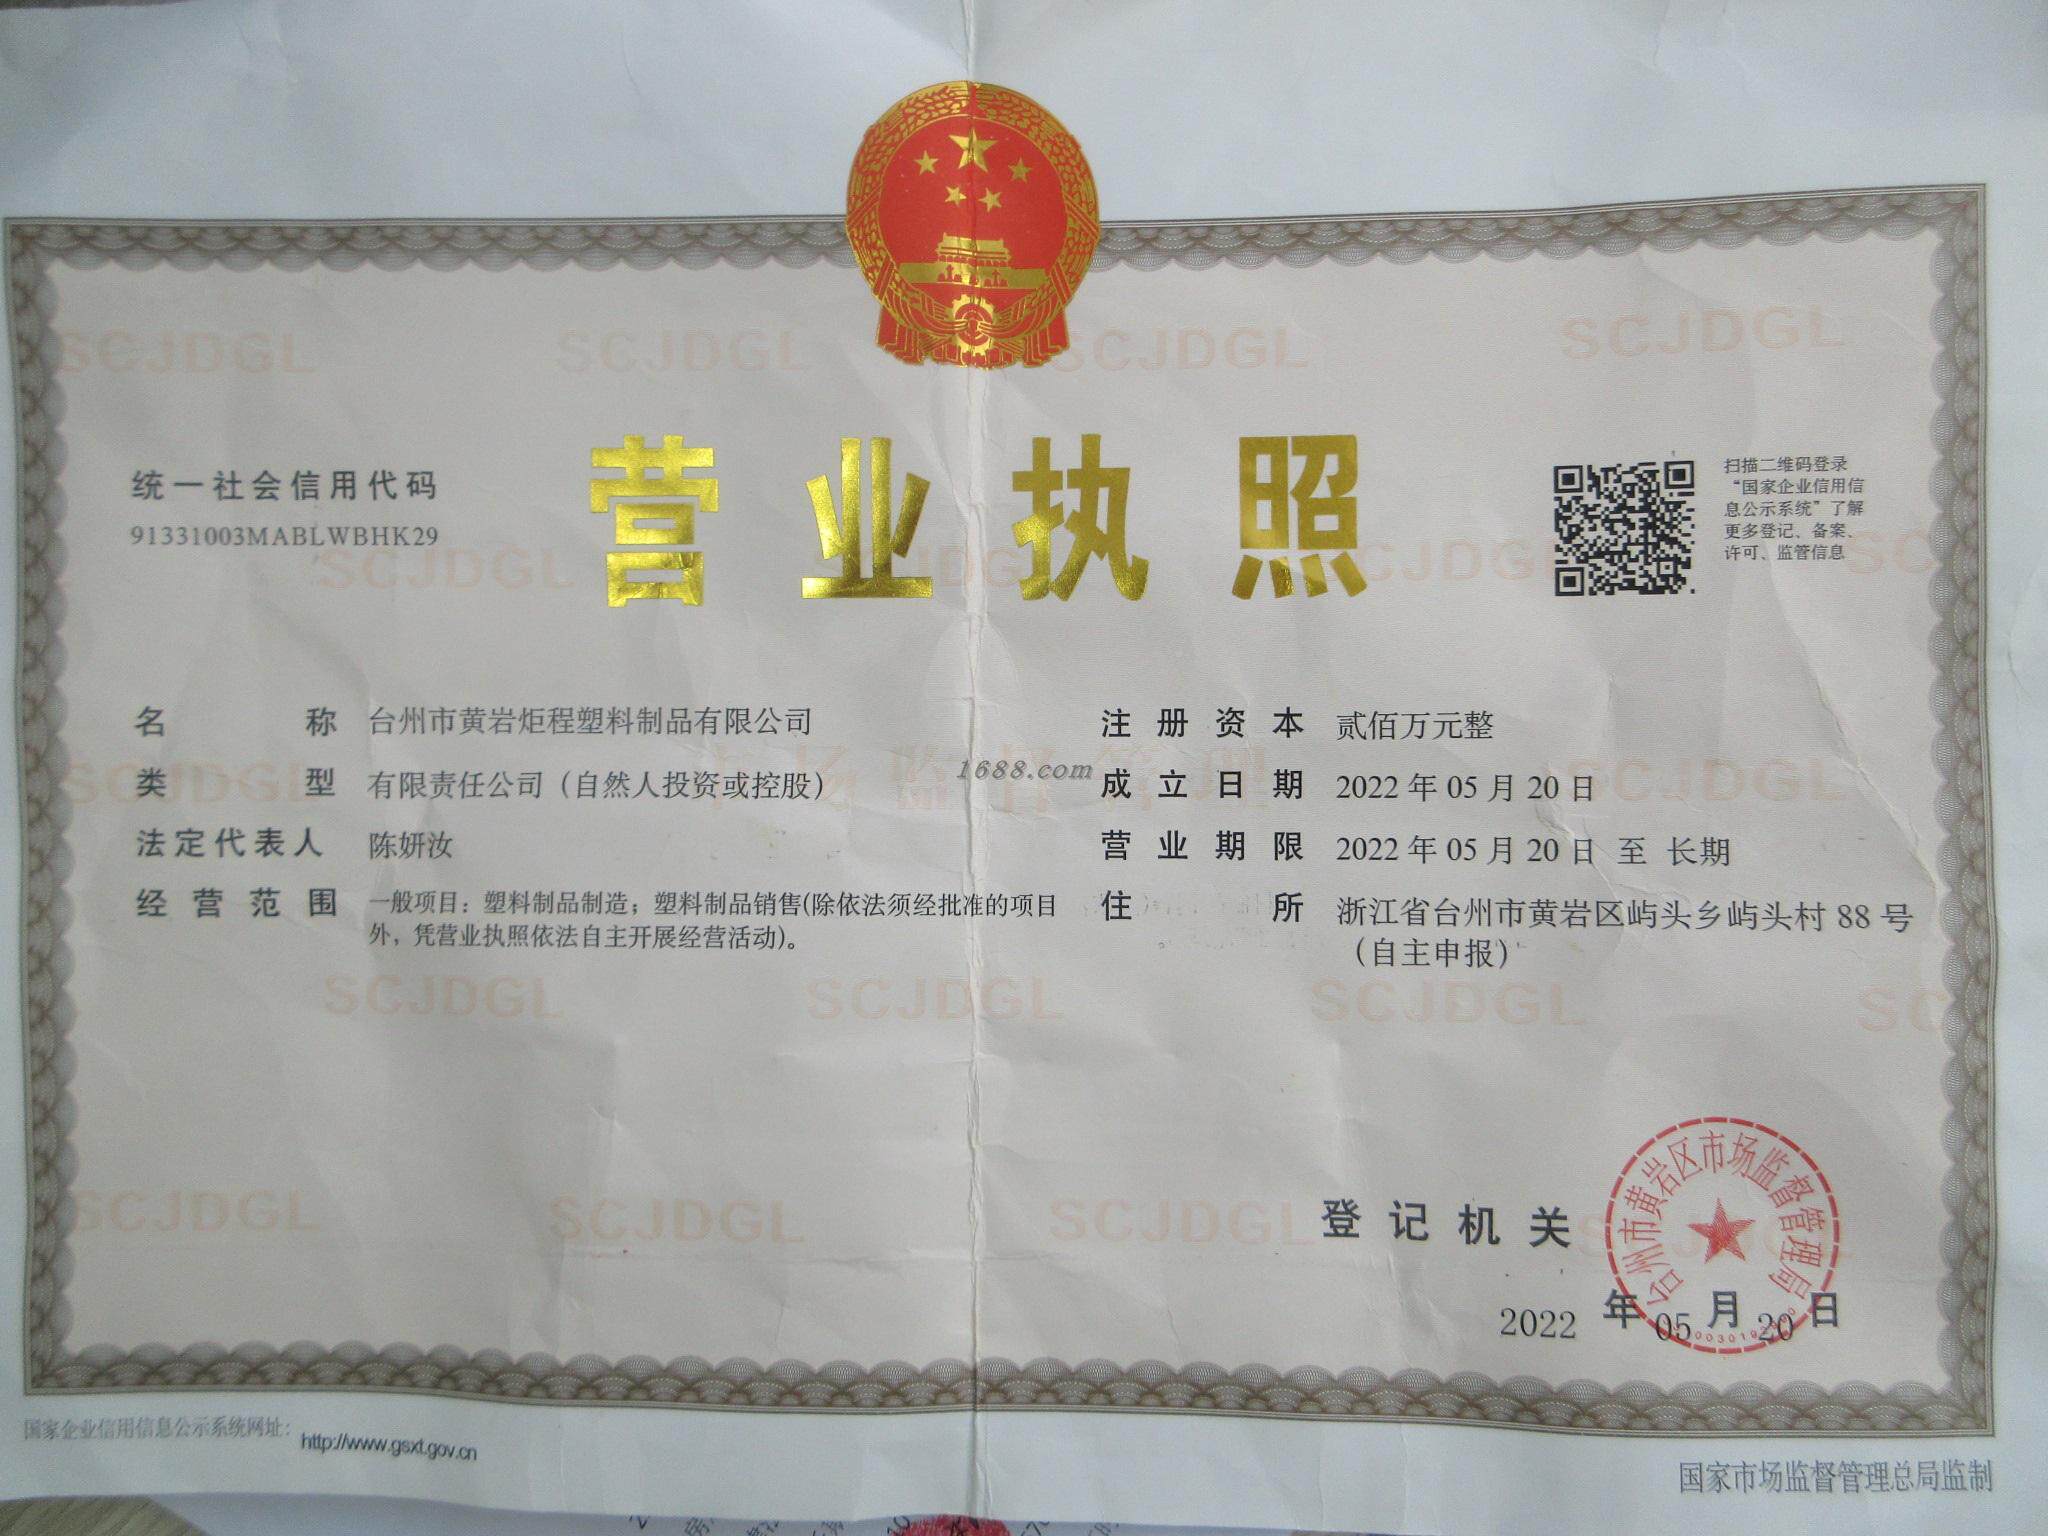 营业执照
统一社会信用代码
91331003MABLWBHK29
扫描二维码登录
“国家企业信用信
息公示系统”了解
更多登记、备案、
许可、监管信息
名称 台州市黄岩炬程塑料制品有限公司
类型 有限责任公司（自然人投资或控股）
法定代表人 陈妍汝
经营范围 一般项目：塑料制品制造；塑料制品销售(除依法须经批准的项目
外，凭营业执照依法自主开展经营活动)。
注册资本 贰佰万元整
成立日期 2022年05月20日
营业期限 2022年05月20日 至 长期
住所 浙江省台州市黄岩区屿头乡屿头村88号
（自主申报）
1688.com
登记机关
台州市黄岩区市场监督管理局
2022 年 05 月 20 日
国家企业信用信息公示系统网址：http://www.gsxt.gov.cn
国家市场监督管理总局监制
SCJDGL SCJDGL SCJDGL SCJDGL
市场监督管理